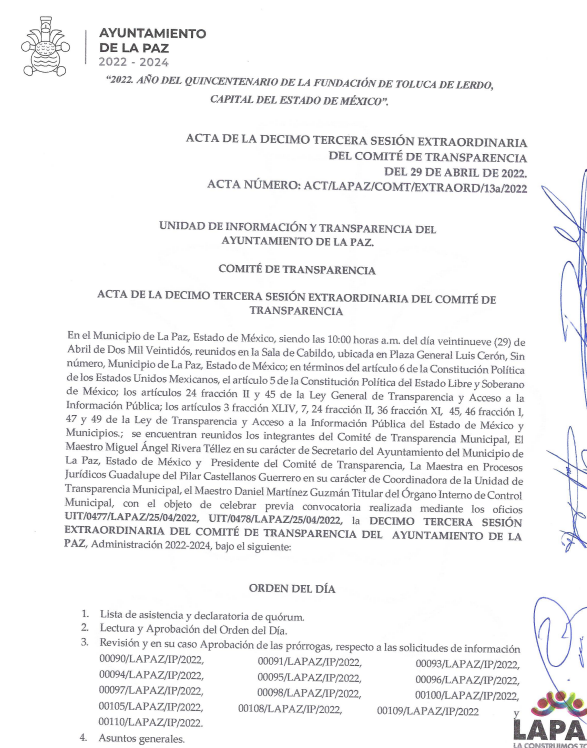 AYUNTAMIENTO
DE LA PAZ
2022 - 2024
"2022. AÑO DEL QUINCENTENARIO DE LA FUNDACIÓN DE TOLUCA DE LERDO,
CAPITAL DEL ESTADO DE MÉXICO".
ACTA DE LA DECIMO TERCERA SESIÓN EXTRAORDINARIA
DEL COMITÉ DE TRANSPARENCIA
DEL 29 DE ABRIL DE 2022.
ACTA NÚMERO: ACT/LAPAZ/COMT/EXTRAORD/13a/2022
UNIDAD DE INFORMACIÓN Y TRANSPARENCIA DEL
AYUNTAMIENTO DE LA PAZ.
COMITÉ DE TRANSPARENCIA
ACTA DE LA DECIMO TERCERA SESIÓN EXTRAORDINARIA DEL COMITÉ DE
TRANSPARENCIA
En el Municipio de La Paz, Estado de México, siendo las 10:00 horas a.m. del día veintinueve (29) de
Abril de Dos Mil Veintidós, reunidos en la Sala de Cabildo, ubicada en Plaza General Luis Cerón, Sin
número, Municipio de La Paz, Estado de México; en términos del artículo 6 de la Constitución Política
de los Estados Unidos Mexicanos, el artículo 5 de la Constitución Política del Estado Libre y Soberano
de México; los artículos 24 fracción II y 45 de la Ley General de Transparencia y Acceso a la
Información Pública; los artículos 3 fracción XLIV, 7, 24 fracción II, 36 fracción XI, 45, 46 fracción I,
47 y 49 de la Ley de Transparencia y Acceso a la Información Pública del Estado de México y
Municipios.; se encuentran reunidos los integrantes del Comité de Transparencia Municipal, El
Maestro Miguel Ángel Rivera Téllez en su carácter de Secretario del Ayuntamiento del Municipio de
La Paz, Estado de México y Presidente del Comité de Transparencia, La Maestra en Procesos
Jurídicos Guadalupe del Pilar Castellanos Guerrero en su carácter de Coordinadora de la Unidad de
Transparencia Municipal, el Maestro Daniel Martínez Guzmán Titular del Órgano Interno de Control
Municipal, con el objeto de celebrar previa convocatoria realizada mediante los oficios
UIT/0477/LAPAZ/25/04/2022, UIT/0478/LAPAZ/25/04/2022, la DECIMO TERCERA SESIÓN
EXTRAORDINARIA DEL COMITÉ DE TRANSPARENCIA DEL AYUNTAMIENTO DE LA
PAZ, Administración 2022-2024, bajo el siguiente:
ORDEN DEL DÍA
1. Lista de asistencia y declaratoria de quórum.
2. Lectura y Aprobación del Orden del Día.
3. Revisión y en su caso Aprobación de las prórrogas, respecto a las solicitudes de información
00090/LAPAZ/IP/2022, 00091/LAPAZ/IP/2022, 00093/LAPAZ/IP/2022,
00094/LAPAZ/IP/2022, 00095/LAPAZ/IP/2022, 00096/LAPAZ/IP/2022,
00097/LAPAZ/IP/2022, 00098/LAPAZ/IP/2022, 00100/LAPAZ/IP/2022,
00105/LAPAZ/IP/2022, 00108/LAPAZ/IP/2022, 00109/LAPAZ/IP/2022 y
00110/LAPAZ/IP/2022.
4. Asuntos generales.
LAPA
LA CONSTRUIMOS